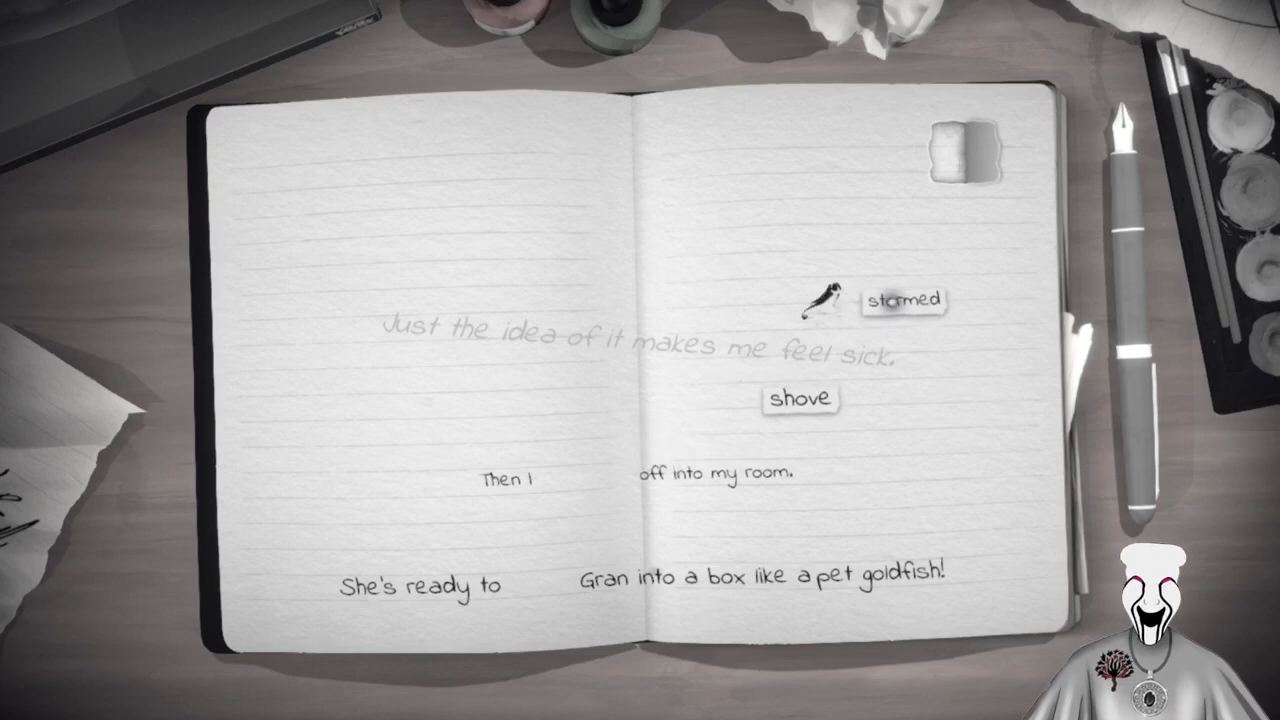 stormed
Just the idea of it makes me feel sick.
shove
Then I off into my room.
She's ready to Gran into a box like a pet goldfish!